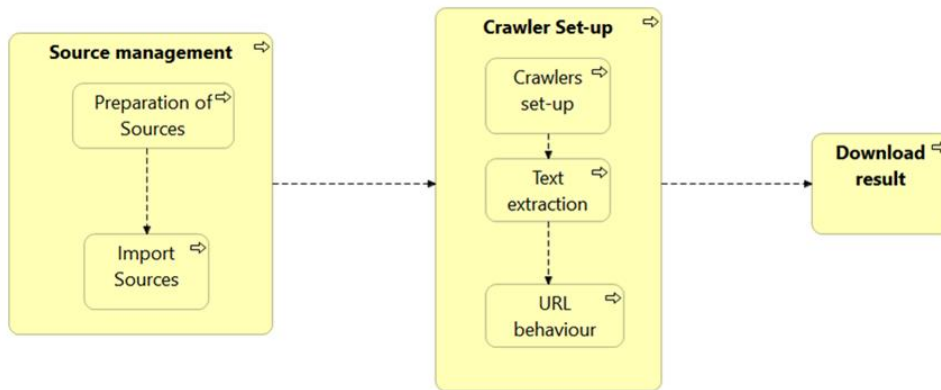 Source management
Preparation of
Sources
Import
Sources
Crawler Set-up
Crawlers
set-up
Text
extraction
URL
behaviour
Download
result